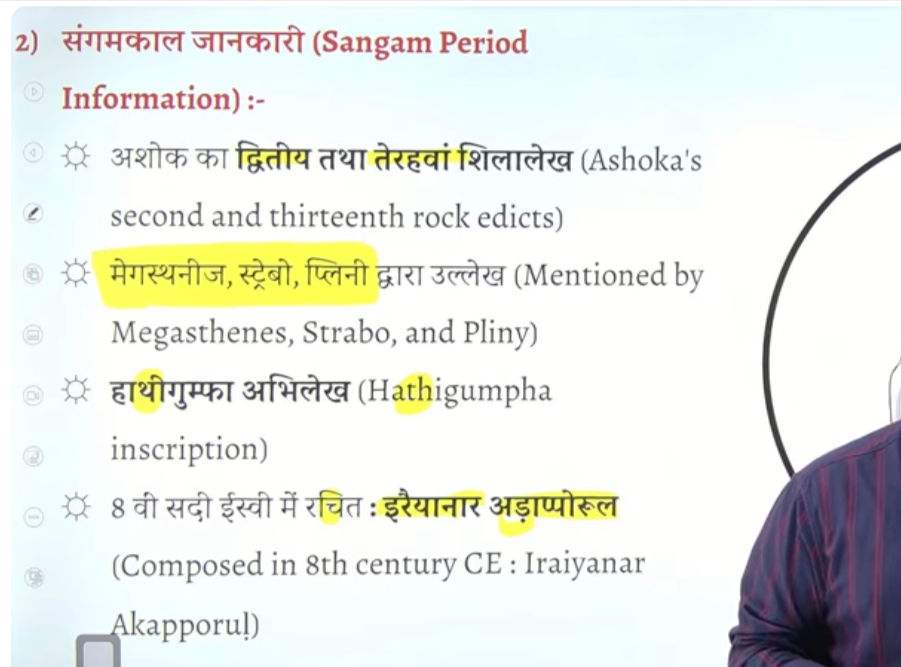 2) संगमकाल जानकारी (Sangam Period
Information) :-
अशोक का द्वितीय तथा तेरहवां शिलालेख (Ashoka's
second and thirteenth rock edicts)
मेगस्थनीज, स्ट्रेबो, प्लिनी द्वारा उल्लेख (Mentioned by
Megasthenes, Strabo, and Pliny)
हाथीगुम्फा अभिलेख (Hathigumpha
inscription)
8 वी सदी ईस्वी में रचित : इरैयानार अड़ाप्पोरूल
(Composed in 8th century CE : Iraiyanar
Akapporuḷ)